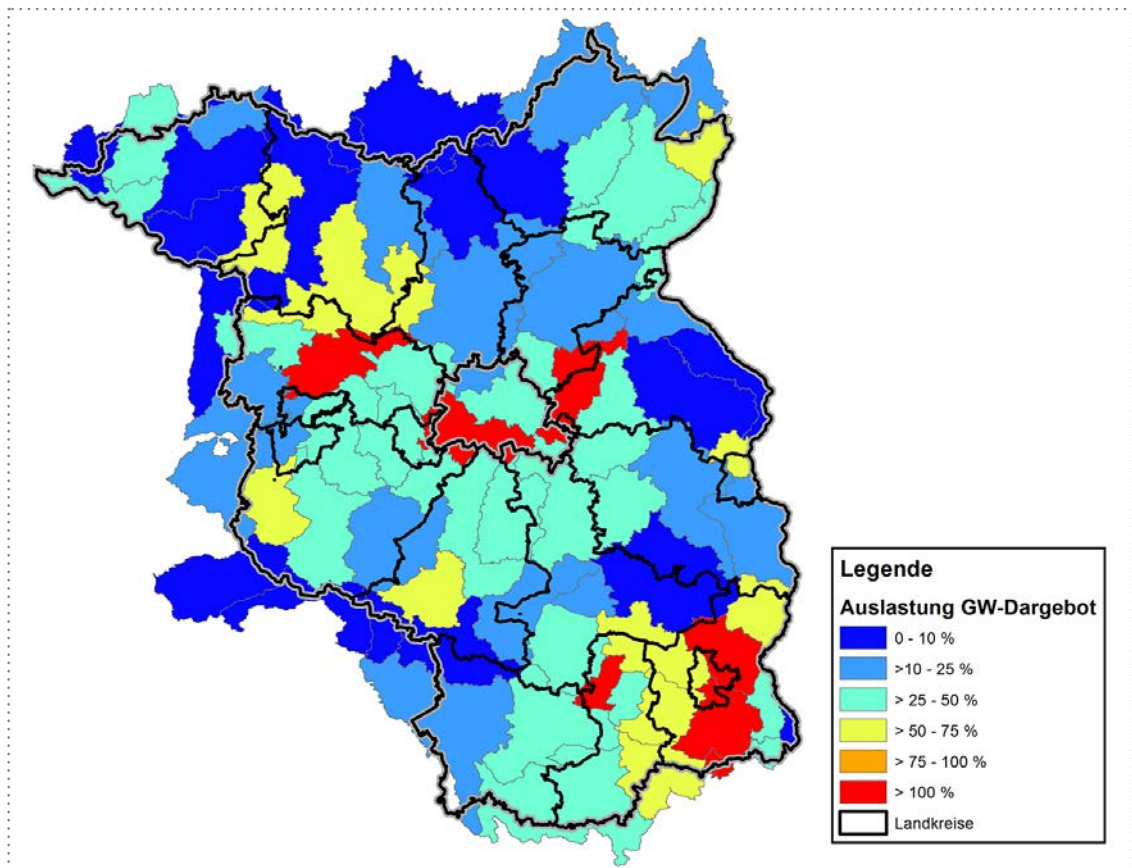 Legende
Auslastung GW-Dargebot
0 - 10 %
>10 - 25 %
> 25 - 50 %
> 50 - 75 %
> 75 - 100 %
> 100 %
Landkreise